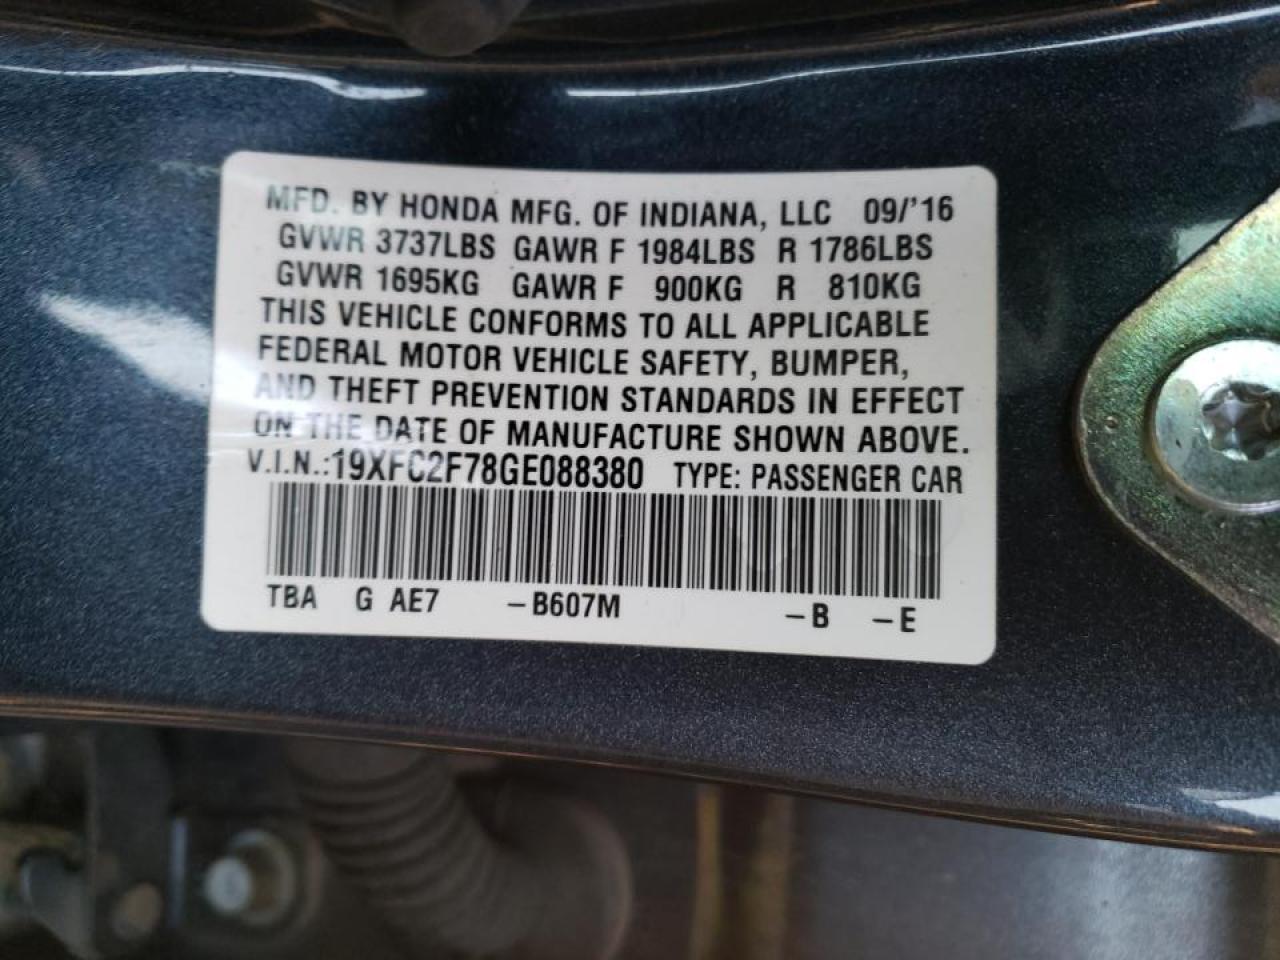 MFD. BY HONDA MFG. OF INDIANA, LLC 09/'16
GVWR 3737LBS GAWR F 1984LBS R 1786LBS
GVWR 1695KG GAWR F 900KG R 810KG
THIS VEHICLE CONFORMS TO ALL APPLICABLE
FEDERAL MOTOR VEHICLE SAFETY, BUMPER,
AND THEFT PREVENTION STANDARDS IN EFFECT
ON THE DATE OF MANUFACTURE SHOWN ABOVE.
V.I.N.:19XFC2F78GE088380 TYPE: PASSENGER CAR
TBA G AE7 -B607M -B -E